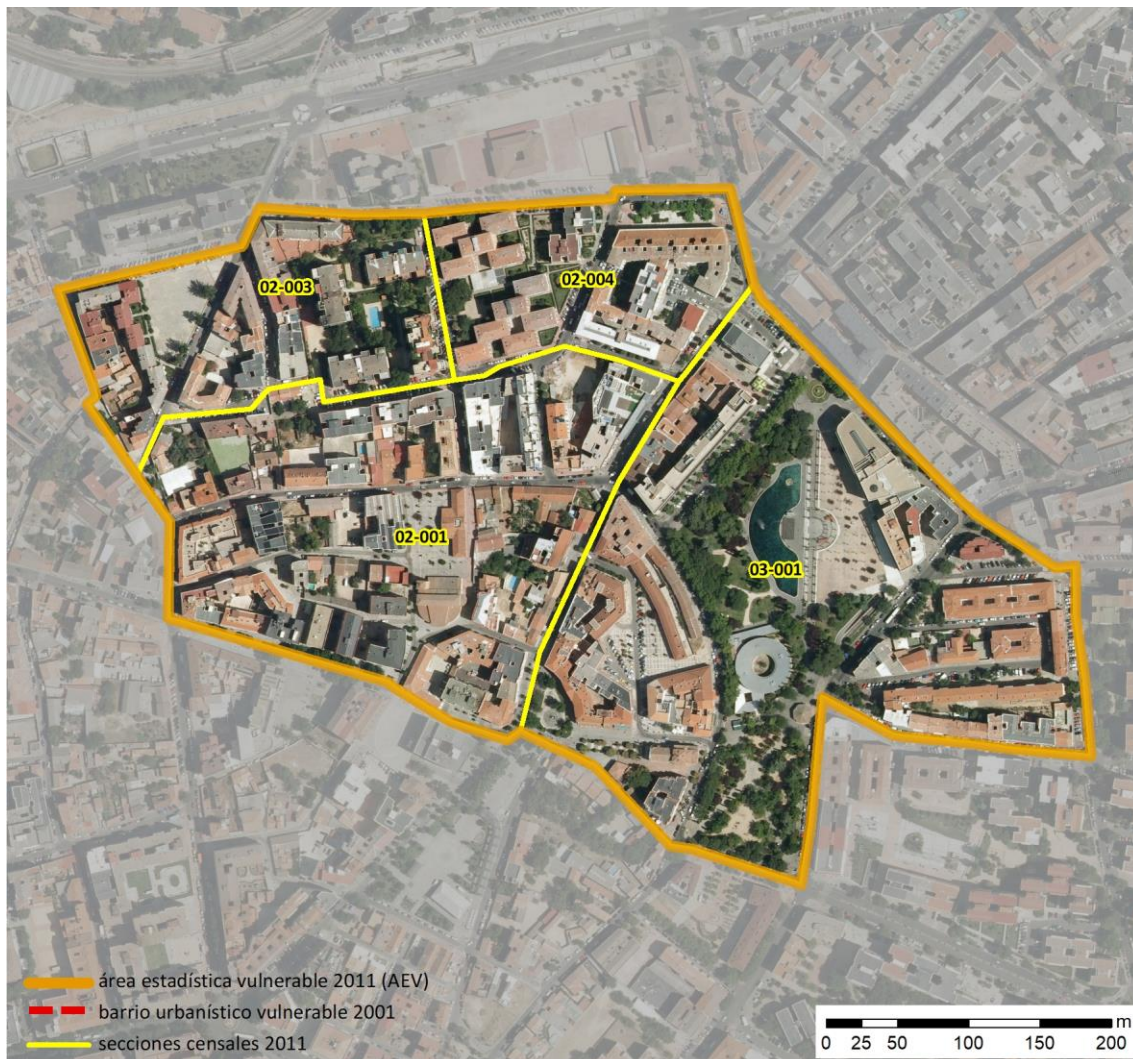 02-003
02-004
02-001
03-001
área estadística vulnerable 2011 (AEV)
barrio urbanístico vulnerable 2001
secciones censales 2011
m
0 25 50 100 150 200